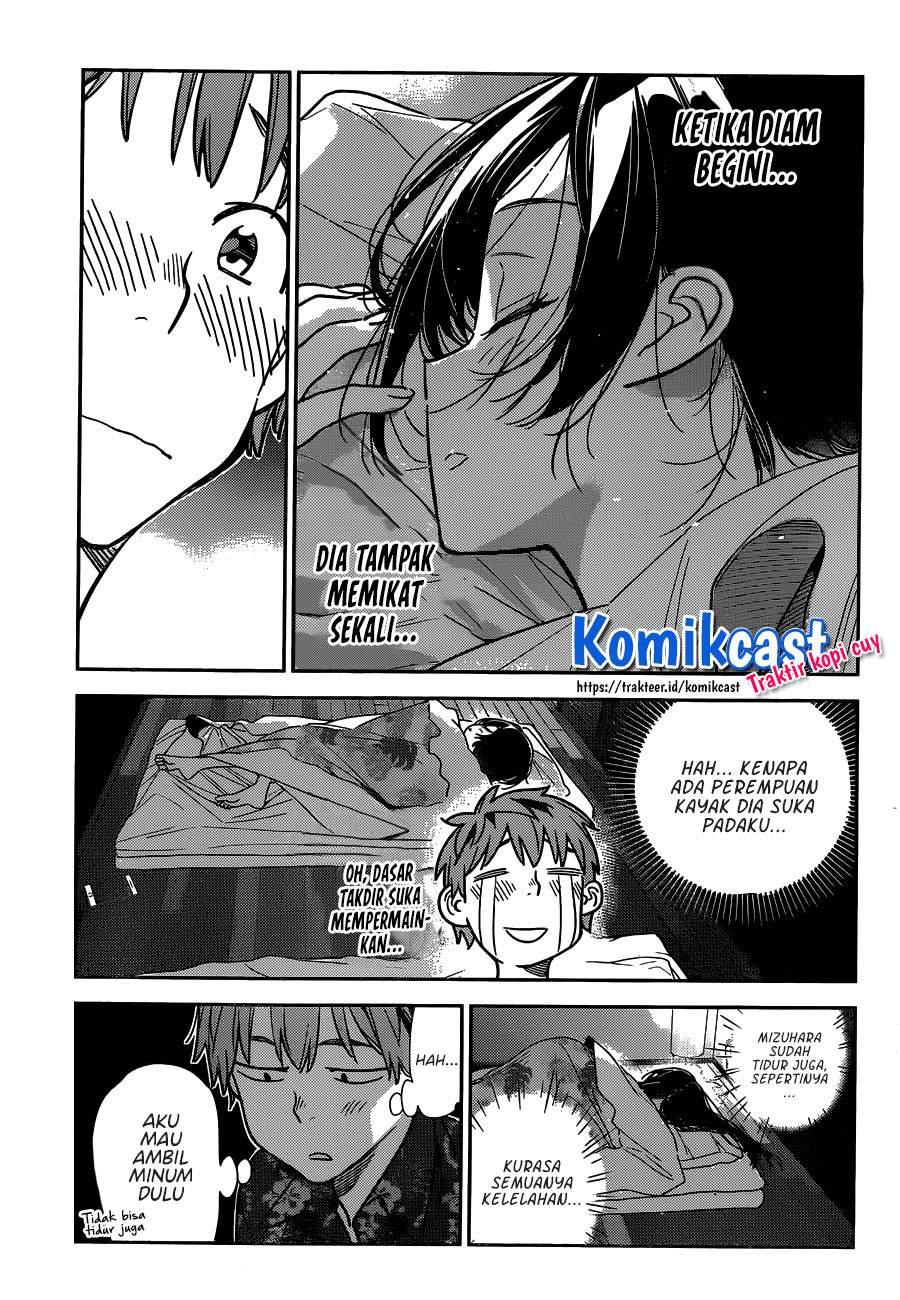 KETIKA DIAM
BEGINI...
DIA TAMPAK
MEMIKAT
SEKALI...
Komikcast
Traktir kopi cuy
https://trakteer.id/komikcast
HAH... KENAPA
ADA PEREMPUAN
KAYAK DIA SUKA
PADAKU...
OH, DASAR
TAKDIR SUKA
MEMPERMAIN-
KAN...
HAH...
AKU
MAU
AMBIL
MINUM
DULU
Tidak bisa
tidur juga
MIZUHARA
SUDAH
TIDUR JUGA,
SEPERTINYA
...
KURASA
SEMUANYA
KELELAHAN...